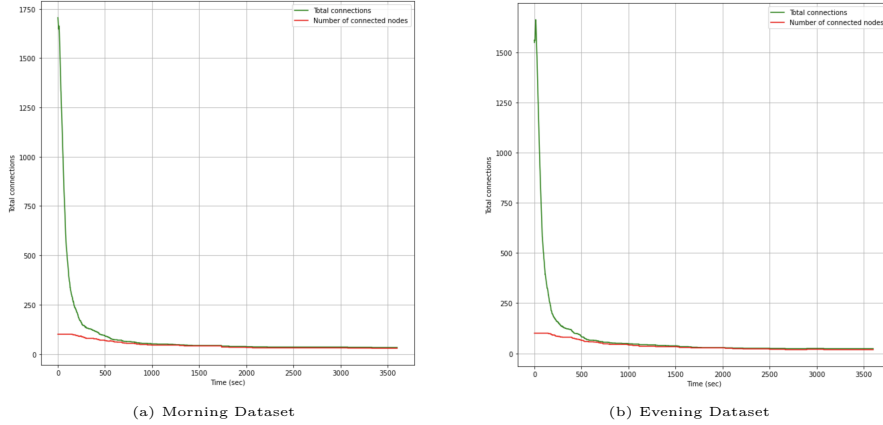 Total connections
Number of connected nodes
1750
1500
1250
1000
750
500
250
0
Total connections
0 500 1000 1500 2000 2500 3000 3500
Time (sec)
(a) Morning Dataset
Total connections
Number of connected nodes
1500
1250
1000
750
500
250
0
Total connections
0 500 1000 1500 2000 2500 3000 3500
Time (sec)
(b) Evening Dataset